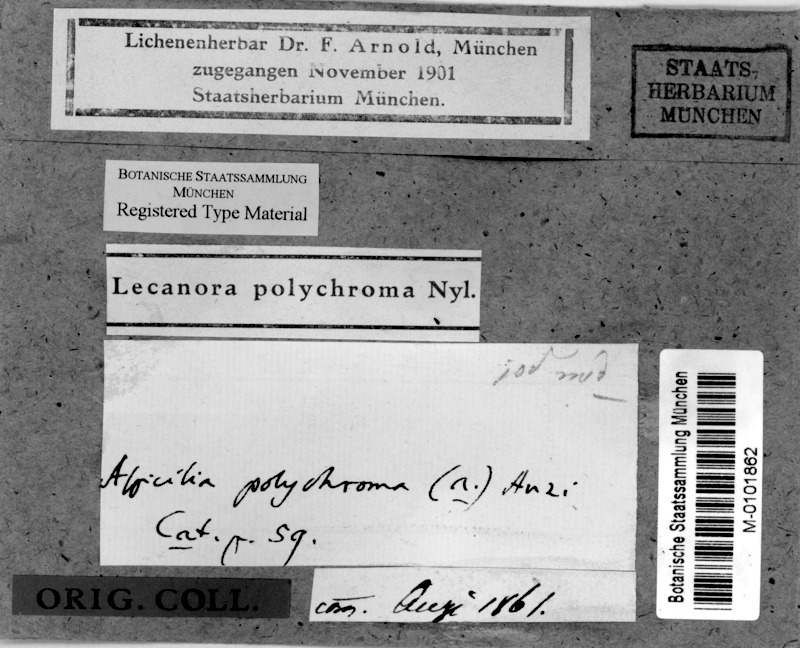 Lichenenherbar Dr. F. Arnold, München
zugegangen November 1901
Staatsherbarium München.
STAATS-
HERBARIUM
MÜNCHEN
BOTANISCHE STAATSSAMMLUNG
MÜNCHEN
Registered Type Material
Lecanora polychroma Nyl.
Aspicilia polychroma (a.) Anzi
Cat. p. 59.
ORIG. COLL.
com. Anzi 1861.
Botanische Staatssammlung München
M-0101862